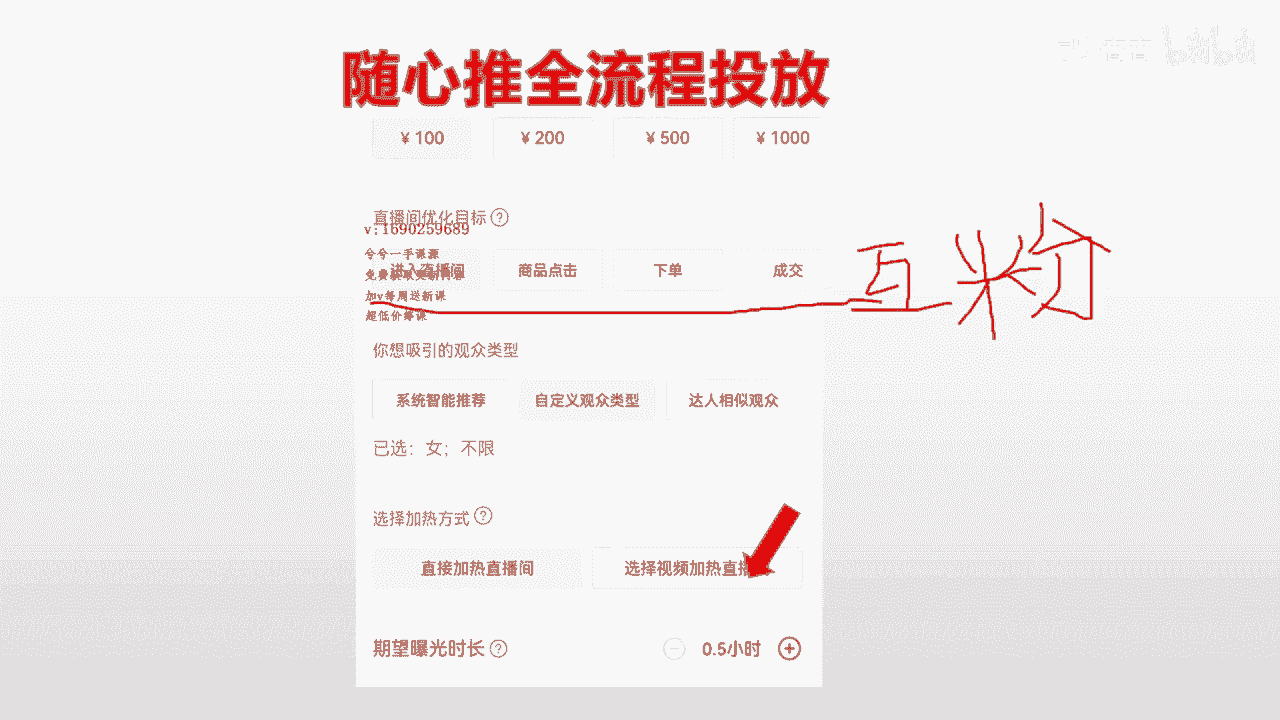 随心推全流程投放
bilibili
¥ 100 ¥ 200 ¥ 500 ¥ 1000
直播间优化目标 ?
v:1690259689
兮兮一手课源
进入直播间 商品点击 下单 成交
免费
加v每周送新课
超低价
互粉
你想吸引的观众类型
系统智能推荐 自定义观众类型 达人相似观众
已选：女；不限
选择加热方式 ?
直接加热直播间 选择视频加热直播
期望曝光时长 ? 0.5小时